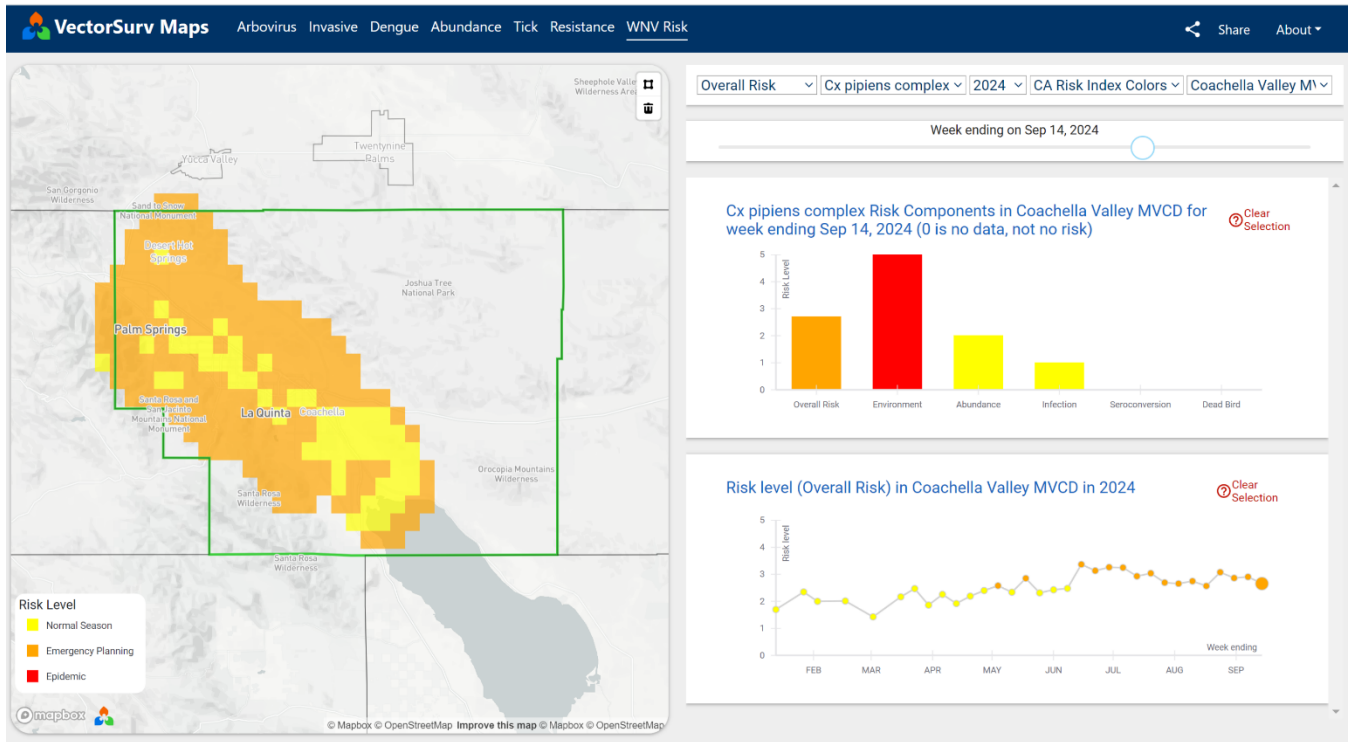 VectorSurv Maps Arbovirus Invasive Dengue Abundance Tick Resistance WNV Risk Share About
Sheephole Valle
Wilderness Are
Twentynine
Palms
Yucca Valley
San Gorgonio
Wilderness
Sand to Snow
National Monument
Desert Hot
Springs
Joshua Tree
National Park
Palm Springs
Santa Rosa and
San Jacinto
Mountains National
Monument
La Quinta Coachella
Orocopia Mountains
Wilderness
Santa Rosa
Wilderness
Santa Rosa
Wilderness
Risk Level
Normal Season
Emergency Planning
Epidemic
mapbox
© Mapbox © OpenStreetMap Improve this map © Mapbox © OpenStreetMap
Overall Risk Cx pipiens complex 2024 CA Risk Index Colors Coachella Valley M
Week ending on Sep 14, 2024
Cx pipiens complex Risk Components in Coachella Valley MVCD for
week ending Sep 14, 2024 (0 is no data, not no risk)
Clear
Selection
Risk Level
5
4
3
2
1
0
Overall Risk Environment Abundance Infection Seroconversion Dead Bird
Risk level (Overall Risk) in Coachella Valley MVCD in 2024
Clear
Selection
Risk level
5
4
3
2
1
0
Week ending
FEB MAR APR MAY JUN JUL AUG SEP